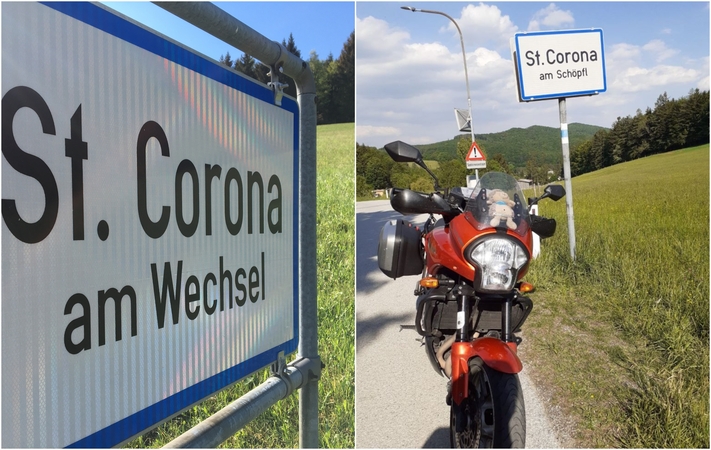 St. Corona
am Wechsel
St. Corona
am Schöpfl